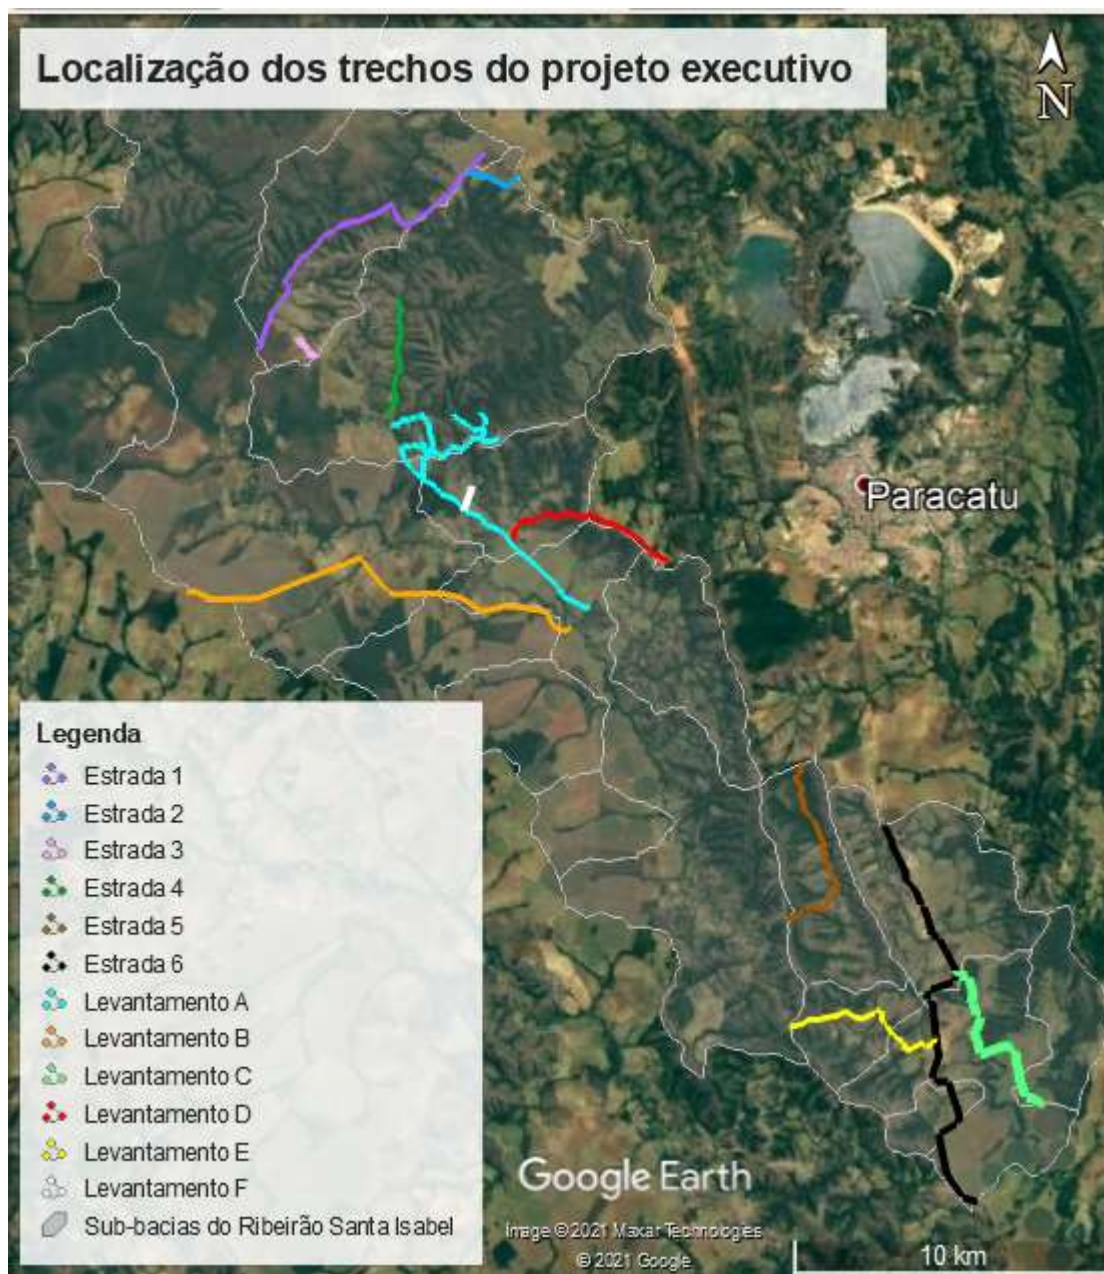 Localização dos trechos do projeto executivo
N
Paracatu
Legenda
Estrada 1
Estrada 2
Estrada 3
Estrada 4
Estrada 5
Estrada 6
Levantamento A
Levantamento B
Levantamento C
Levantamento D
Levantamento E
Levantamento F
Sub-bacias do Ribeirão Santa Isabel
Google Earth
Image © 2021 Maxar Technologies
© 2021 Google
10 km